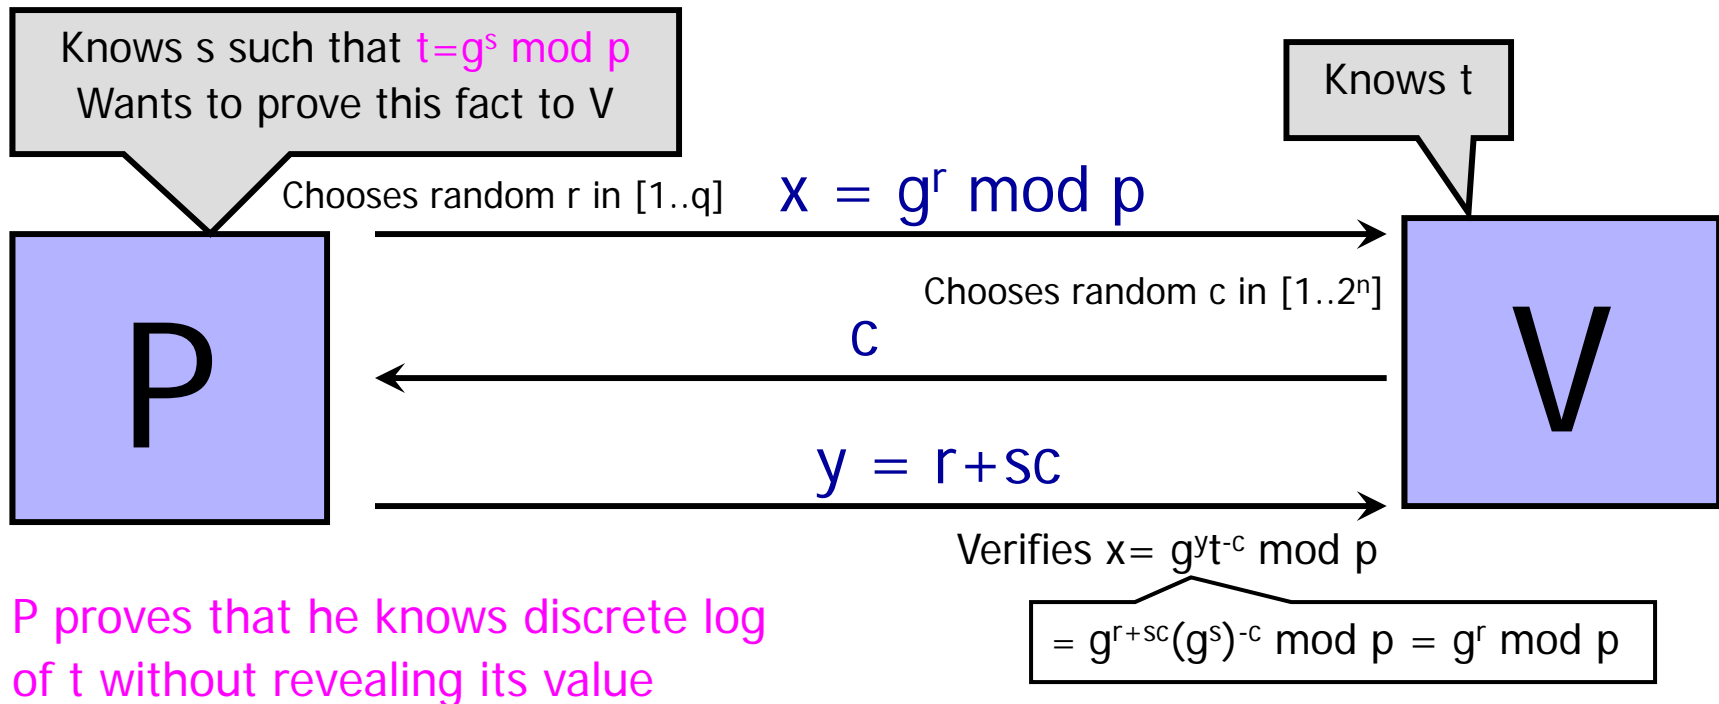 Knows s such that t=gˢ mod p
Wants to prove this fact to V
Knows t
Chooses random r in [1..q]
x = gʳ mod p
Chooses random c in [1..2ⁿ]
c
P
V
y = r+sc
Verifies x= gʸt⁻ᶜ mod p
= gʳ⁺ˢᶜ(gˢ)⁻ᶜ mod p = gʳ mod p
P proves that he knows discrete log
of t without revealing its value